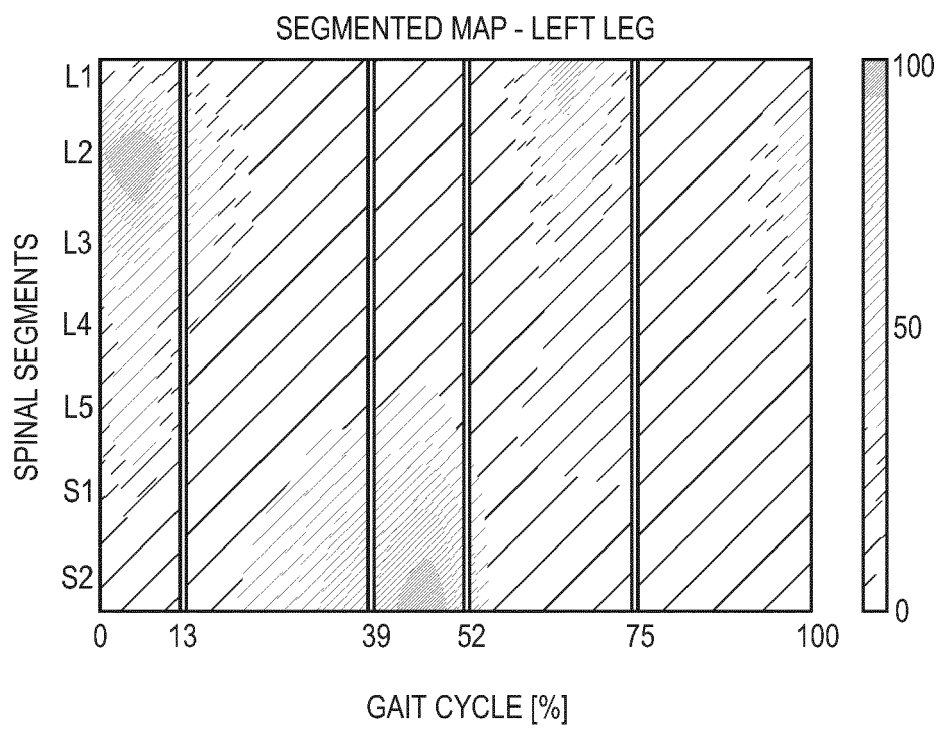 SEGMENTED MAP - LEFT LEG
L1
L2
L3
L4
L5
S1
S2
SPINAL SEGMENTS
0 13 39 52 75 100
GAIT CYCLE [%]
100
50
0